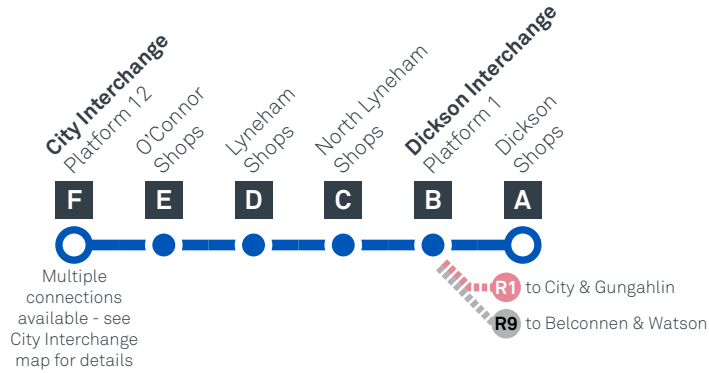 City Interchange
Platform 12
O'Connor
Shops
Lyneham
Shops
North Lyneham
Shops
Dickson Interchange
Platform 1
Dickson
Shops
F
E
D
C
B
A
Multiple
connections
available - see
City Interchange
map for details
R1 to City & Gungahlin
R9 to Belconnen & Watson